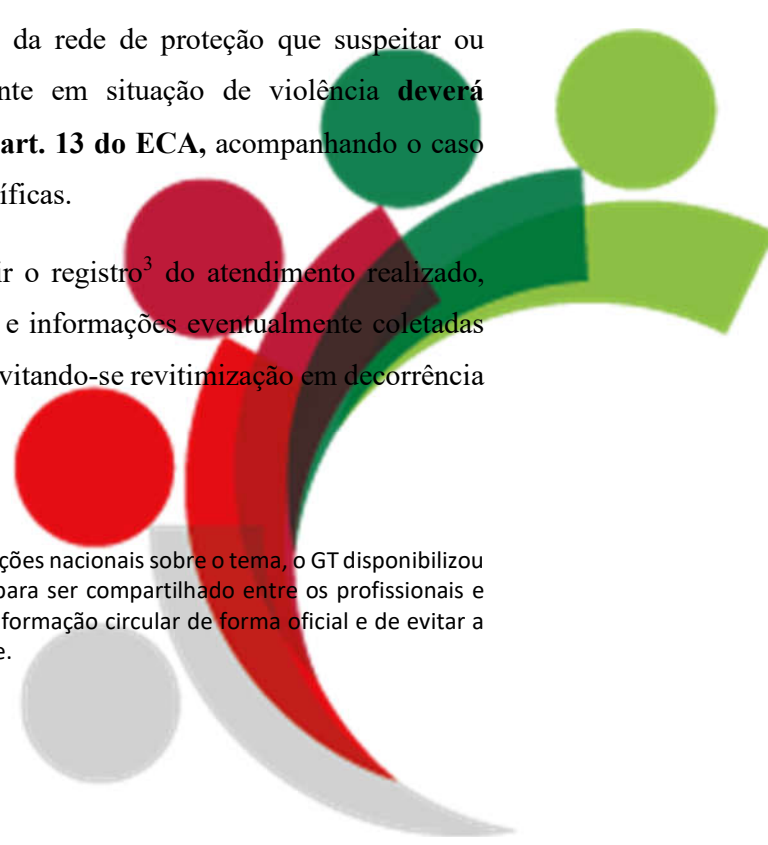 da rede de proteção que suspeitar ou
nte em situação de violência deverá
art. 13 do ECA, acompanhando o caso
íficas.
ir o registro³ do atendimento realizado,
e informações eventualmente coletadas
vitando-se revitimização em decorrência
ções nacionais sobre o tema, o GT disponibilizou
para ser compartilhado entre os profissionais e
formação circular de forma oficial e de evitar a
e.